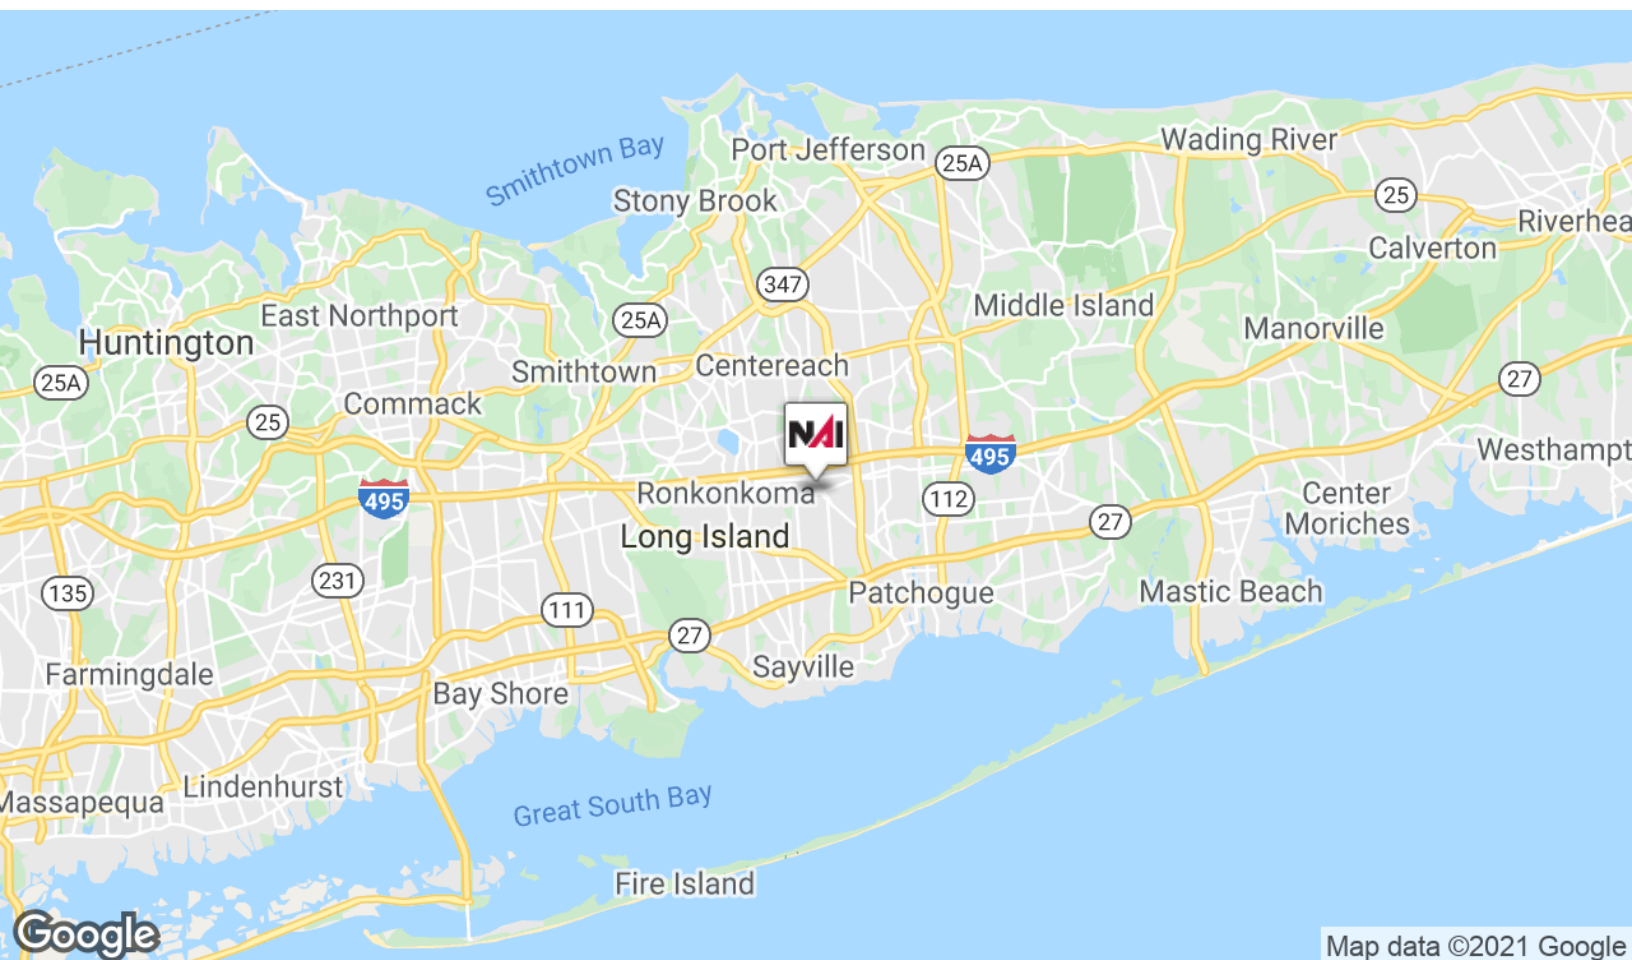 Smithtown Bay
Port Jefferson
25A
Wading River
Stony Brook
25
Riverhea
Calverton
347
East Northport
25A
Middle Island
Huntington
Manorville
25A
Smithtown
Centereach
27
Commack
25
NAI
495
Westhampt
495
Ronkonkoma
112
Center
Moriches
Long Island
27
135
231
111
Patchogue
Mastic Beach
27
Farmingdale
Sayville
Bay Shore
Lindenhurst
Massapequa
Great South Bay
Fire Island
Google
Map data ©2021 Google